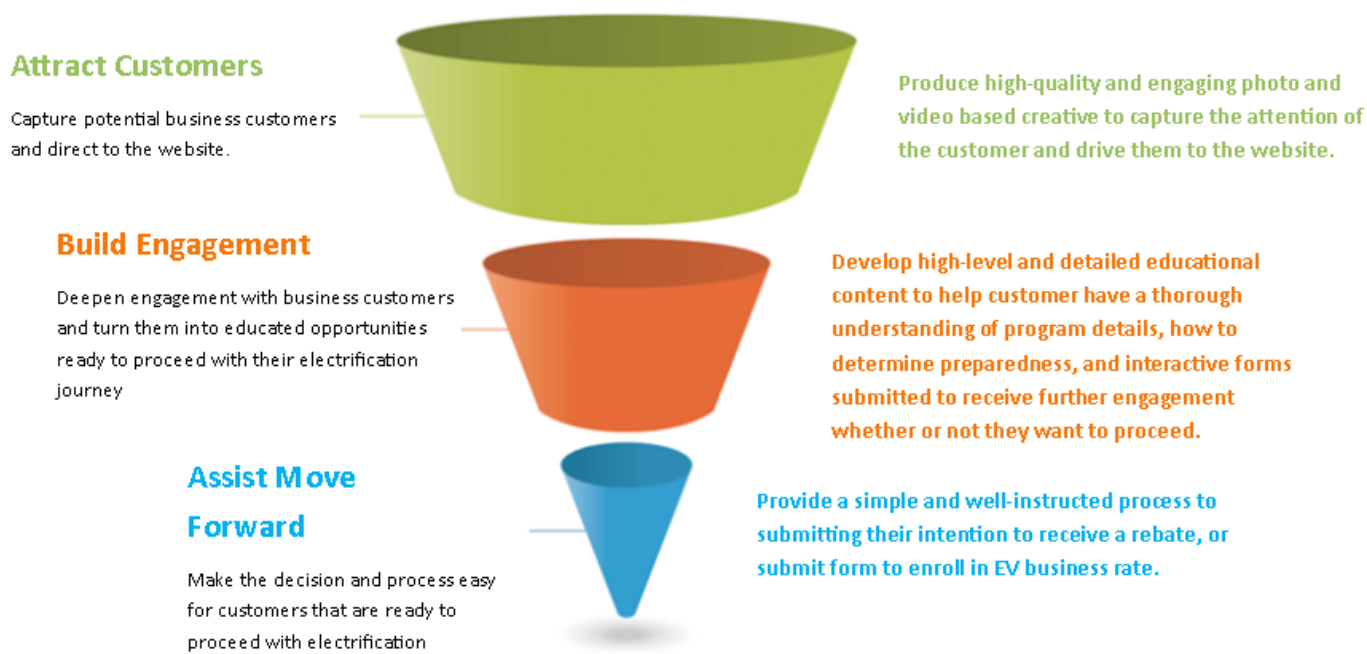 Attract Customers
Capture potential business customers
and direct to the website.
Produce high-quality and engaging photo and
video based creative to capture the attention of
the customer and drive them to the website.
Build Engagement
Deepen engagement with business customers
and turn them into educated opportunities
ready to proceed with their electrification
journey
Develop high-level and detailed educational
content to help customer have a thorough
understanding of program details, how to
determine preparedness, and interactive forms
submitted to receive further engagement
whether or not they want to proceed.
Assist Move
Forward
Make the decision and process easy
for customers that are ready to
proceed with electrification
Provide a simple and well-instructed process to
submitting their intention to receive a rebate, or
submit form to enroll in EV business rate.